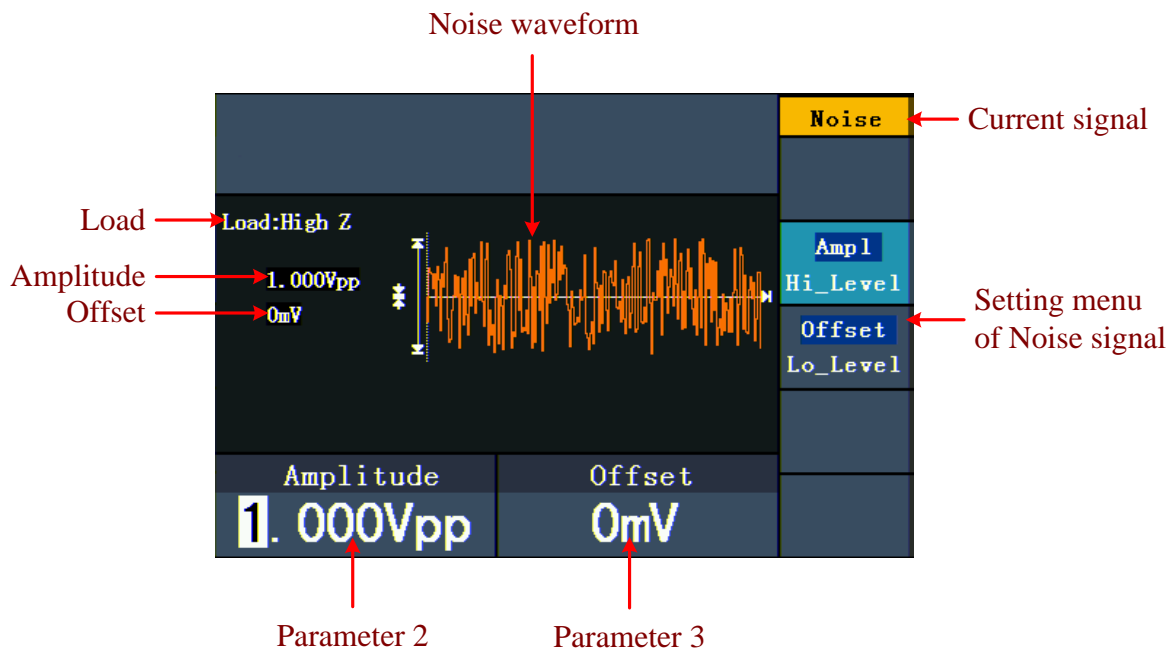 Noise waveform
Noise
Current signal
Load
Load:High Z
Amplitude
1.000Vpp
Offset
0mV
Ampl
Hi_Level
Offset
Lo_Level
Setting menu
of Noise signal
Amplitude
Offset
1.000Vpp
0mV
Parameter 2
Parameter 3